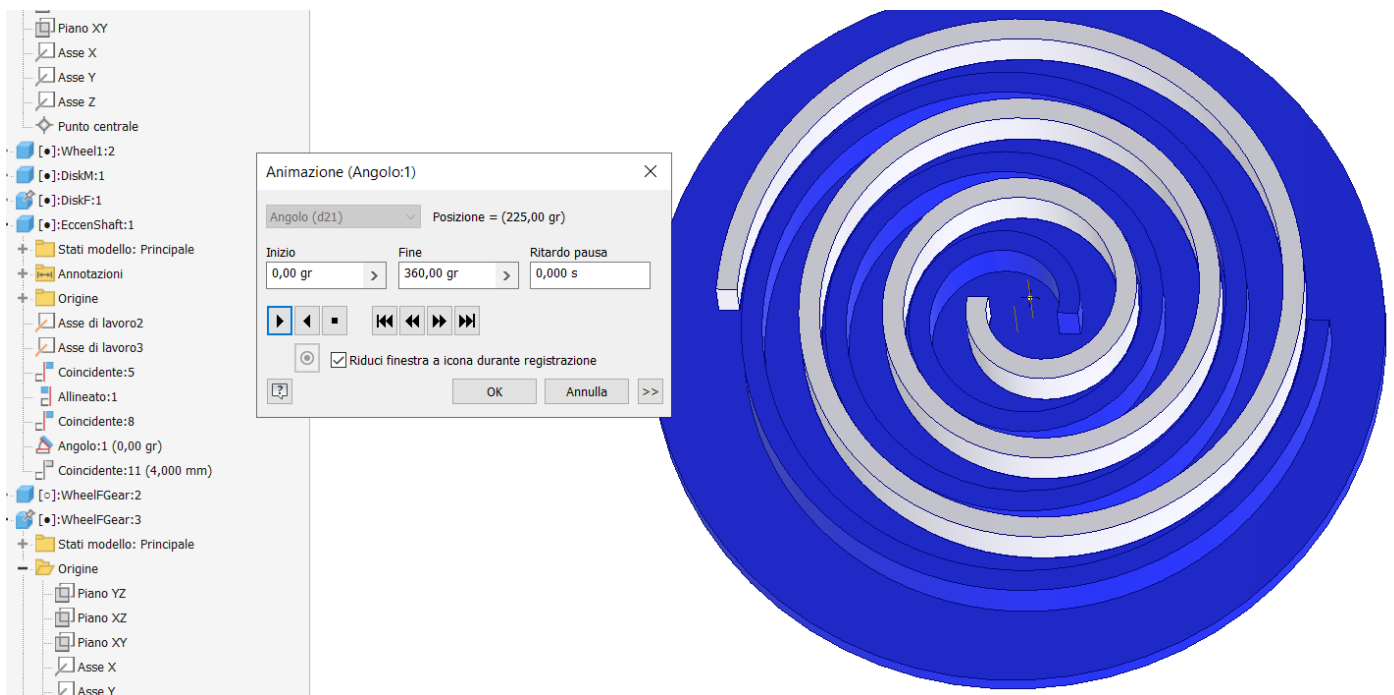 Piano XY
Asse X
Asse Y
Asse Z
Punto centrale
[●]:Wheel1:2
[●]:DiskM:1
[●]:DiskF:1
[●]:EccenShaft:1
Stati modello: Principale
Annotazioni
Origine
Asse di lavoro2
Asse di lavoro3
Coincidente:5
Allineato:1
Coincidente:8
Angolo:1 (0,00 gr)
Coincidente:11 (4,000 mm)
[○]:WheelFGear:2
[●]:WheelFGear:3
Stati modello: Principale
Origine
Piano YZ
Piano XZ
Piano XY
Asse X
Asse Y
Animazione (Angolo:1)
Angolo (d21) Posizione = (225,00 gr)
Inizio Fine Ritardo pausa
0,00 gr > 360,00 gr > 0,000 s
Riduci finestra a icona durante registrazione
OK Annulla >>